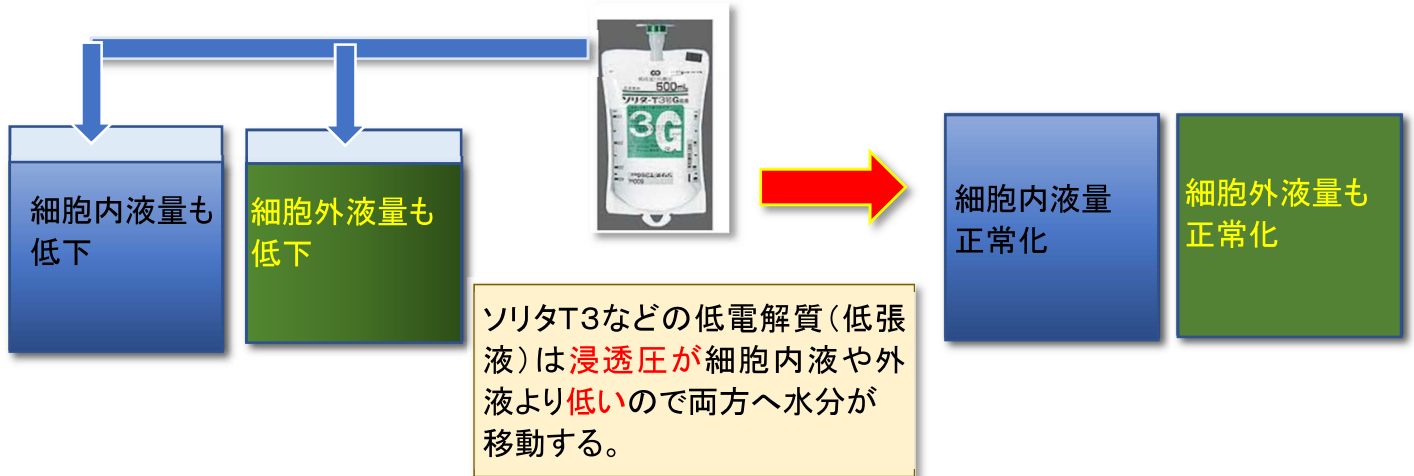 500mL
ソリタ-T3号G
3G
細胞内液量も
低下
細胞外液量も
低下
細胞内液量
正常化
細胞外液量も
正常化
ソリタT3などの低電解質(低張
液)は浸透圧が細胞内液や外
液より低いので両方へ水分が
移動する。